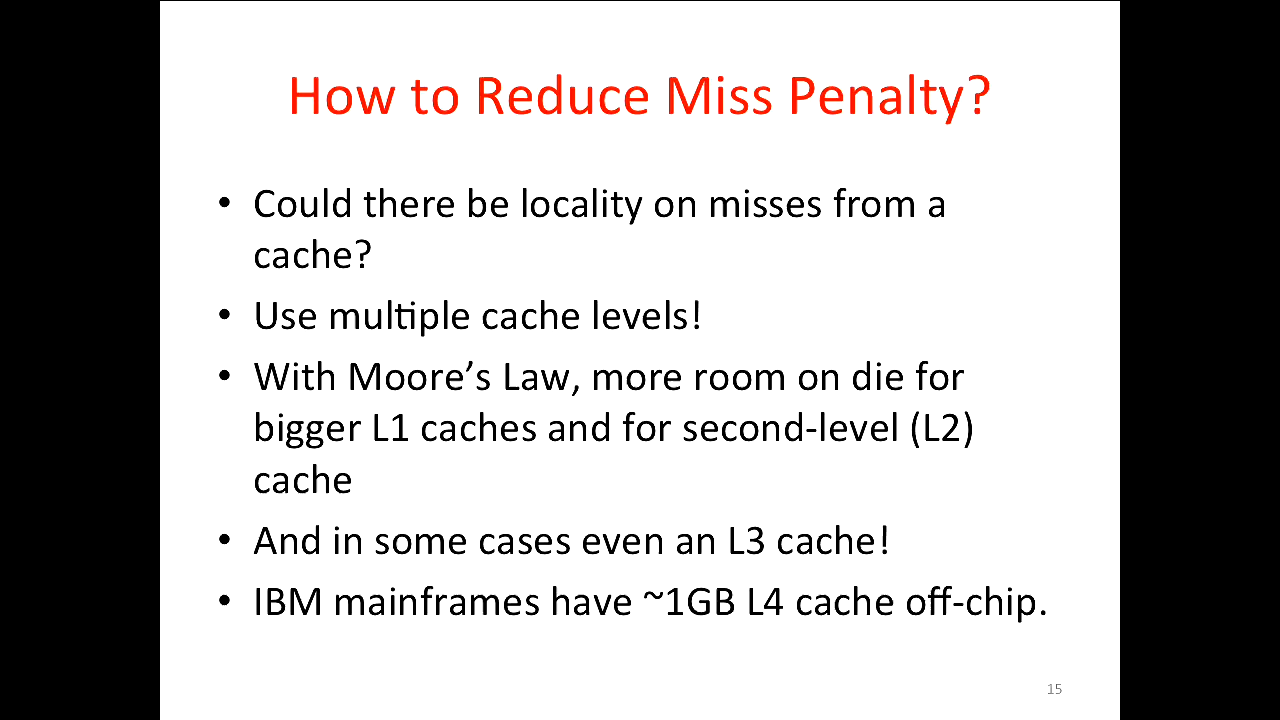 How to Reduce Miss Penalty?
• Could there be locality on misses from a
cache?
• Use multiple cache levels!
• With Moore’s Law, more room on die for
bigger L1 caches and for second-level (L2)
cache
• And in some cases even an L3 cache!
• IBM mainframes have ~1GB L4 cache off-chip.
15